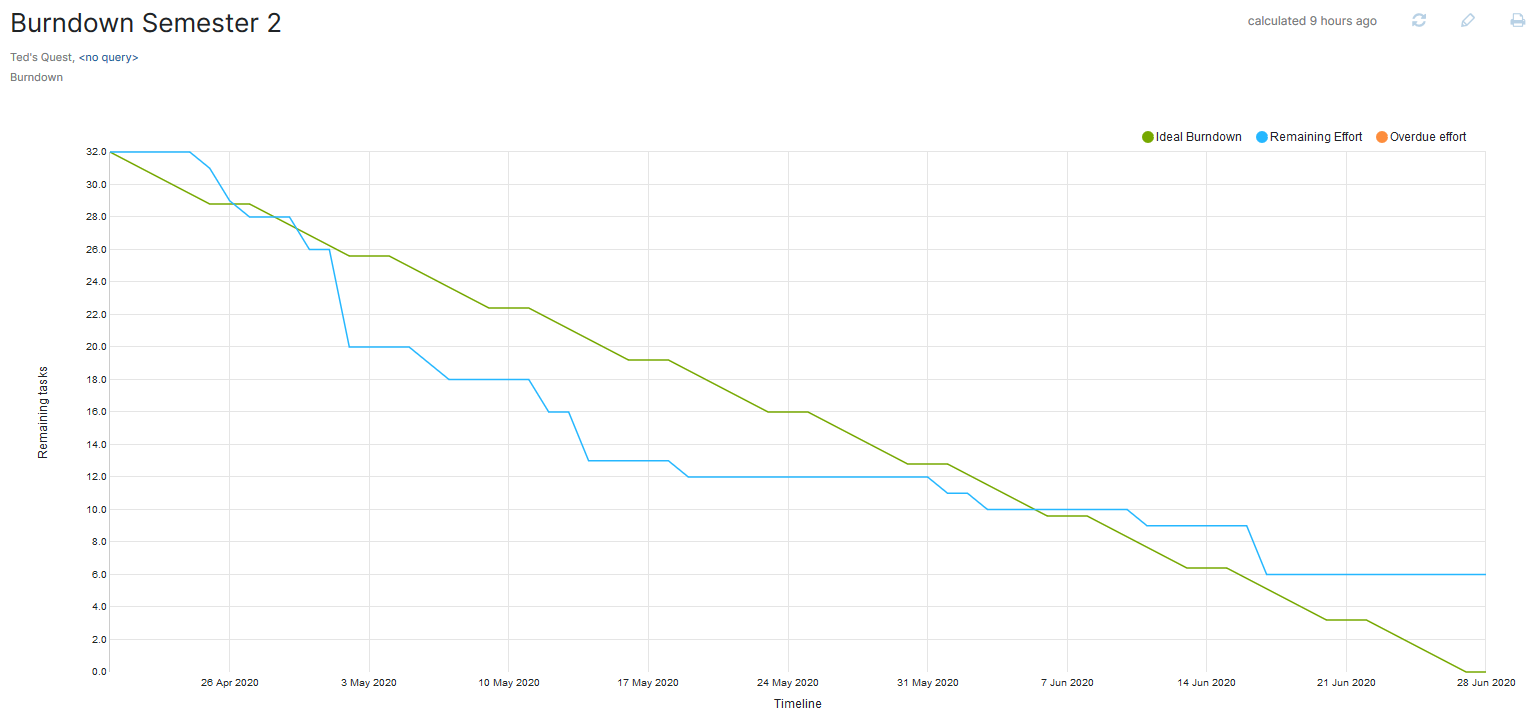 Burndown Semester 2
calculated 9 hours ago
Ted's Quest, <no query>
Burndown
Ideal Burndown Remaining Effort Overdue effort
32.0
30.0
28.0
26.0
24.0
22.0
20.0
18.0
16.0
14.0
12.0
10.0
8.0
6.0
4.0
2.0
0.0
Remaining tasks
26 Apr 2020 3 May 2020 10 May 2020 17 May 2020 24 May 2020 31 May 2020 7 Jun 2020 14 Jun 2020 21 Jun 2020 28 Jun 2020
Timeline